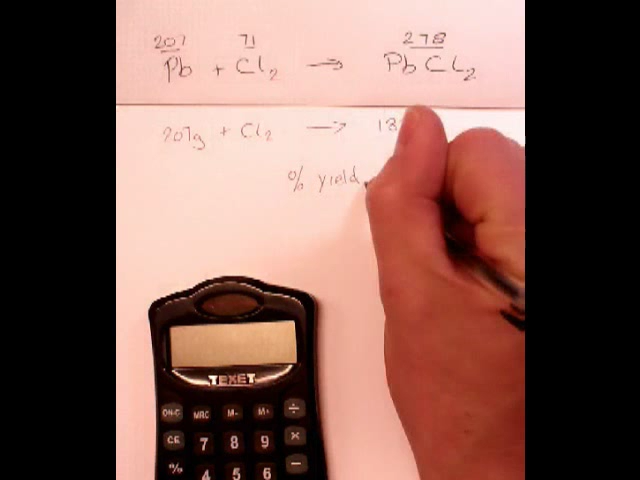 207 71 278
Pb + Cl2 → PbCl2
207g + Cl2 →
% yield
TEXET
ON-C MRC M- M+ ÷
CE 7 8 9 ×
% 4 5 6 −